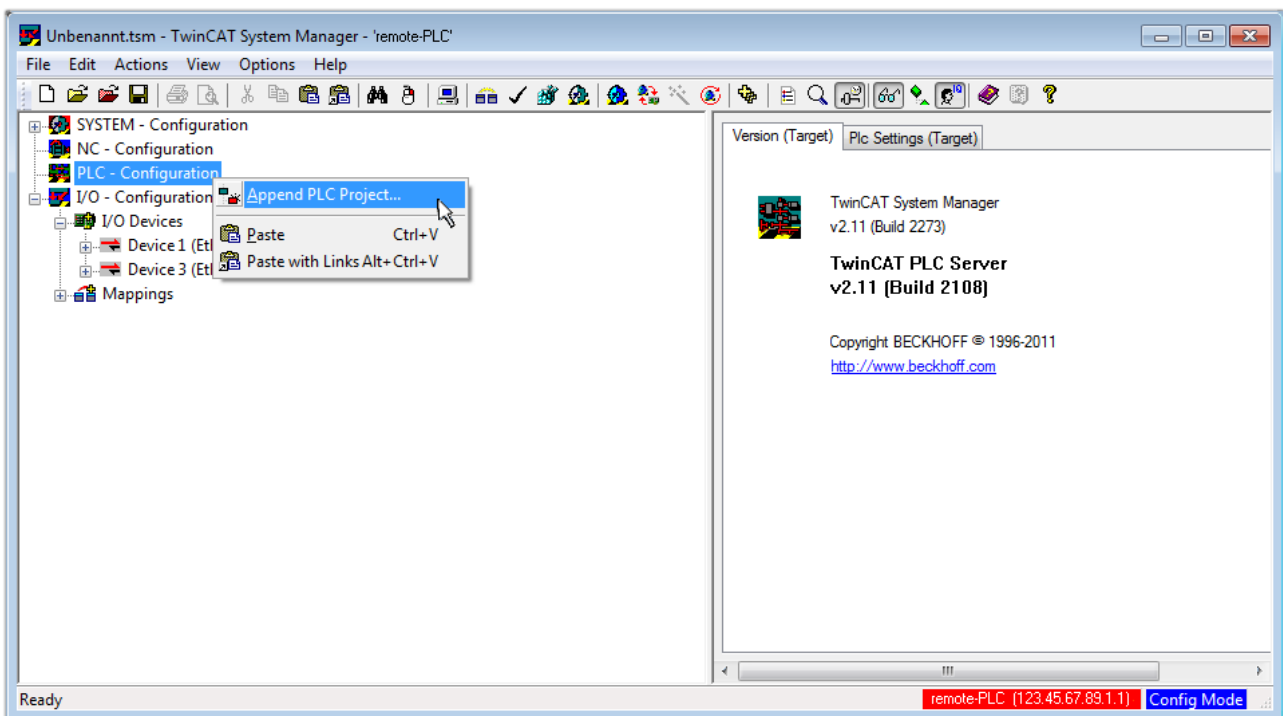 Unbenannt.tsm - TwinCAT System Manager - 'remote-PLC'
File Edit Actions View Options Help
SYSTEM - Configuration
NC - Configuration
PLC - Configuration
I/O - Configuration
I/O Devices
Device 1 (Etl
Device 3 (Etl
Mappings
Append PLC Project...
Paste Ctrl+V
Paste with Links Alt+Ctrl+V
Version (Target) Plc Settings (Target)
TwinCAT System Manager
v2.11 (Build 2273)
TwinCAT PLC Server
v2.11 (Build 2108)
Copyright BECKHOFF © 1996-2011
http://www.beckhoff.com
Ready remote-PLC (123.45.67.89.1.1) Config Mode